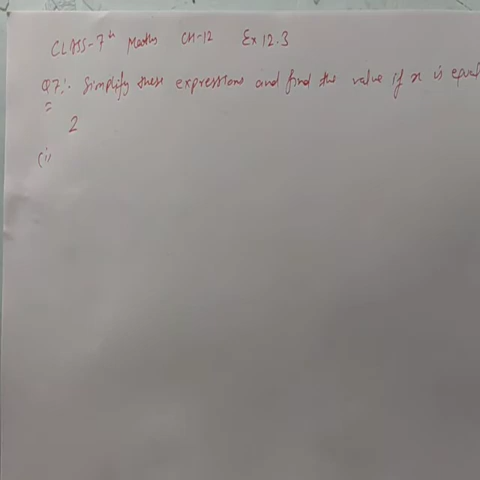 CLASS-7th Maths CH-12 Ex 12.3
Q7:- Simplify these expressions and find the value if x is equal
2
(i)